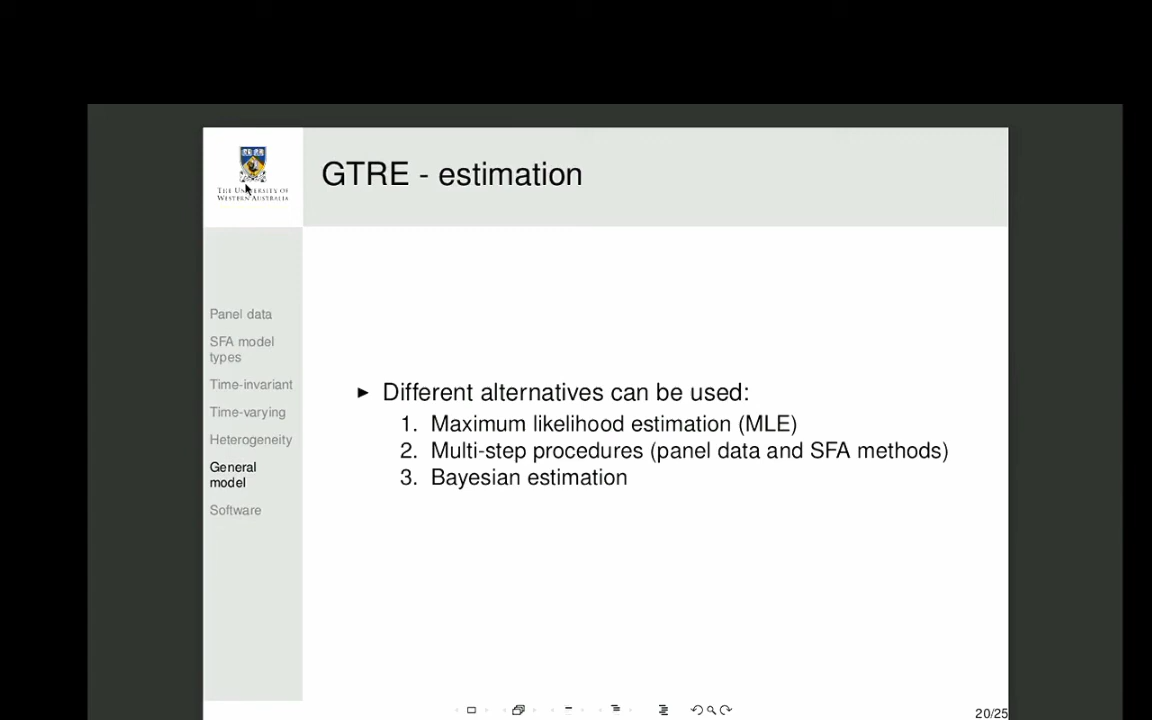 THE UNIVERSITY OF
WESTERN AUSTRALIA
GTRE - estimation
Panel data
SFA model
types
Time-invariant
Time-varying
Heterogeneity
General
model
Software
► Different alternatives can be used:
1. Maximum likelihood estimation (MLE)
2. Multi-step procedures (panel data and SFA methods)
3. Bayesian estimation
20/25